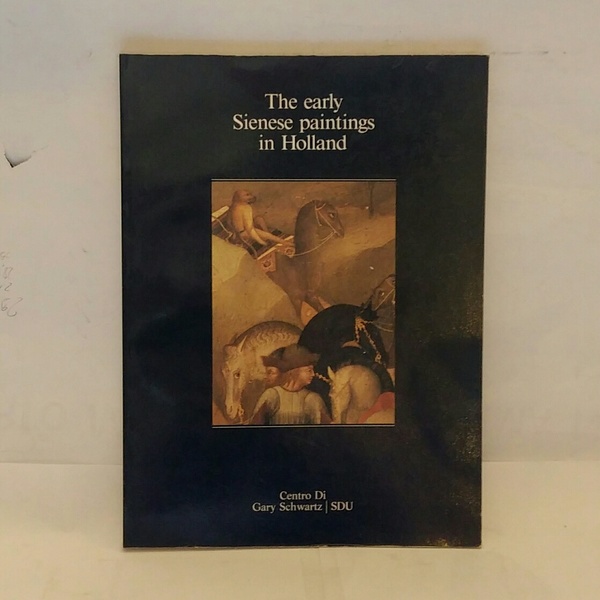 The early
Sienese paintings
in Holland
Centro Di
Gary Schwartz | SDU